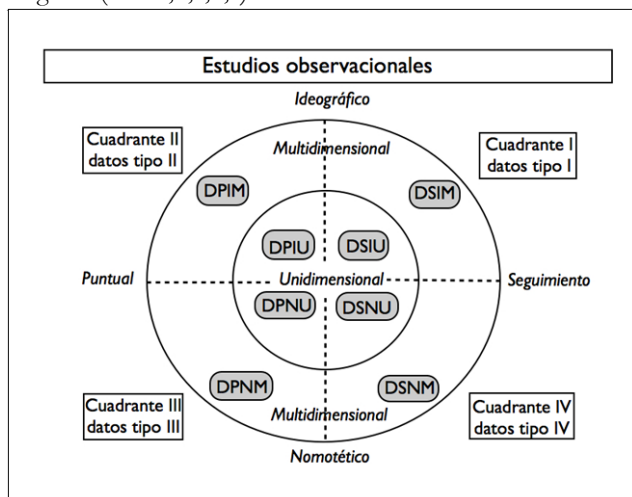 Estudios observacionales
Ideográfico
Cuadrante II
datos tipo II
Multidimensional
Cuadrante I
datos tipo I
DPIM
DSIM
DPIU
DSIU
Puntual
Unidimensional
Seguimiento
DPNU
DSNU
DPNM
DSNM
Cuadrante III
datos tipo III
Multidimensional
Cuadrante IV
datos tipo IV
Nomotético